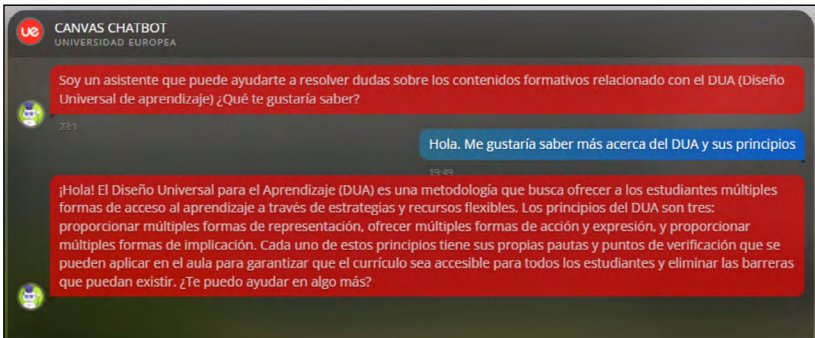 ue
CANVAS CHATBOT
UNIVERSIDAD EUROPEA
Soy un asistente que puede ayudarte a resolver dudas sobre los contenidos formativos relacionado con el DUA (Diseño
Universal de aprendizaje) ¿Qué te gustaría saber?
23:1
Hola. Me gustaría saber más acerca del DUA y sus principios
19:49
¡Hola! El Diseño Universal para el Aprendizaje (DUA) es una metodología que busca ofrecer a los estudiantes múltiples
formas de acceso al aprendizaje a través de estrategias y recursos flexibles. Los principios del DUA son tres:
proporcionar múltiples formas de representación, ofrecer múltiples formas de acción y expresión, y proporcionar
múltiples formas de implicación. Cada uno de estos principios tiene sus propias pautas y puntos de verificación que se
pueden aplicar en el aula para garantizar que el currículo sea accesible para todos los estudiantes y eliminar las barreras
que puedan existir. ¿Te puedo ayudar en algo más?